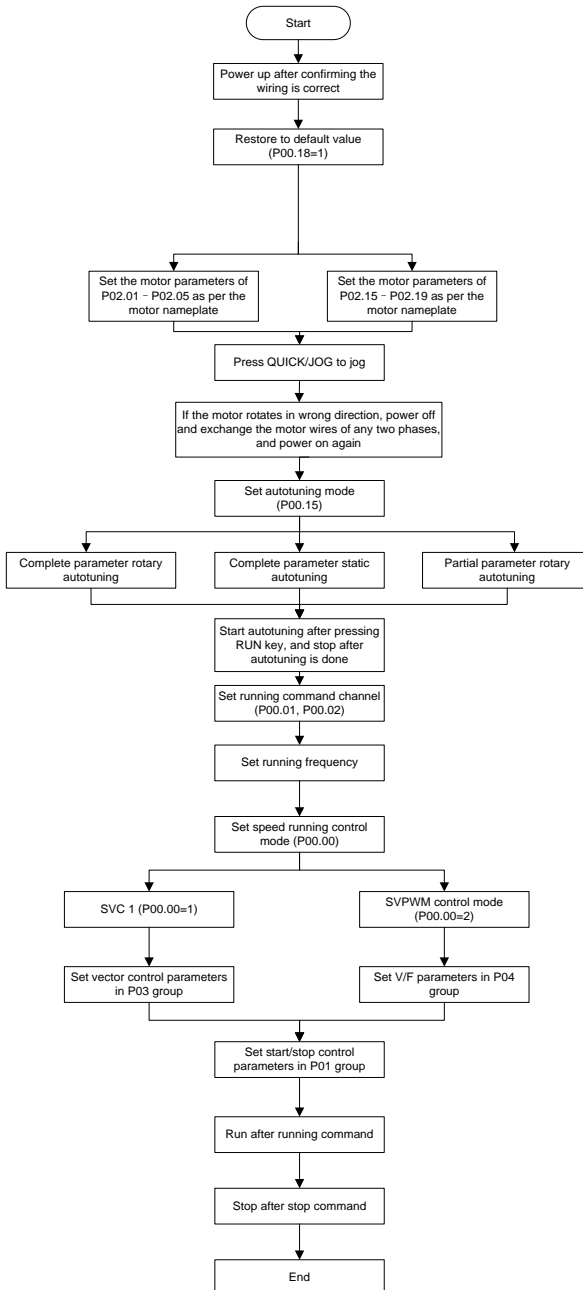 Start
Power up after confirming the
wiring is correct
Restore to default value
(P00.18=1)
Set the motor parameters of
P02.01–P02.05 as per the
motor nameplate
Set the motor parameters of
P02.15–P02.19 as per the
motor nameplate
Press QUICK/JOG to jog
If the motor rotates in wrong direction, power off
and exchange the motor wires of any two phases,
and power on again
Set autotuning mode
(P00.15)
Complete parameter rotary
autotuning
Complete parameter static
autotuning
Partial parameter rotary
autotuning
Start autotuning after pressing
RUN key, and stop after
autotuning is done
Set running command channel
(P00.01, P00.02)
Set running frequency
Set speed running control
mode (P00.00)
SVC 1 (P00.00=1)
SVPWM control mode
(P00.00=2)
Set vector control parameters
in P03 group
Set V/F parameters in P04
group
Set start/stop control
parameters in P01 group
Run after running command
Stop after stop command
End